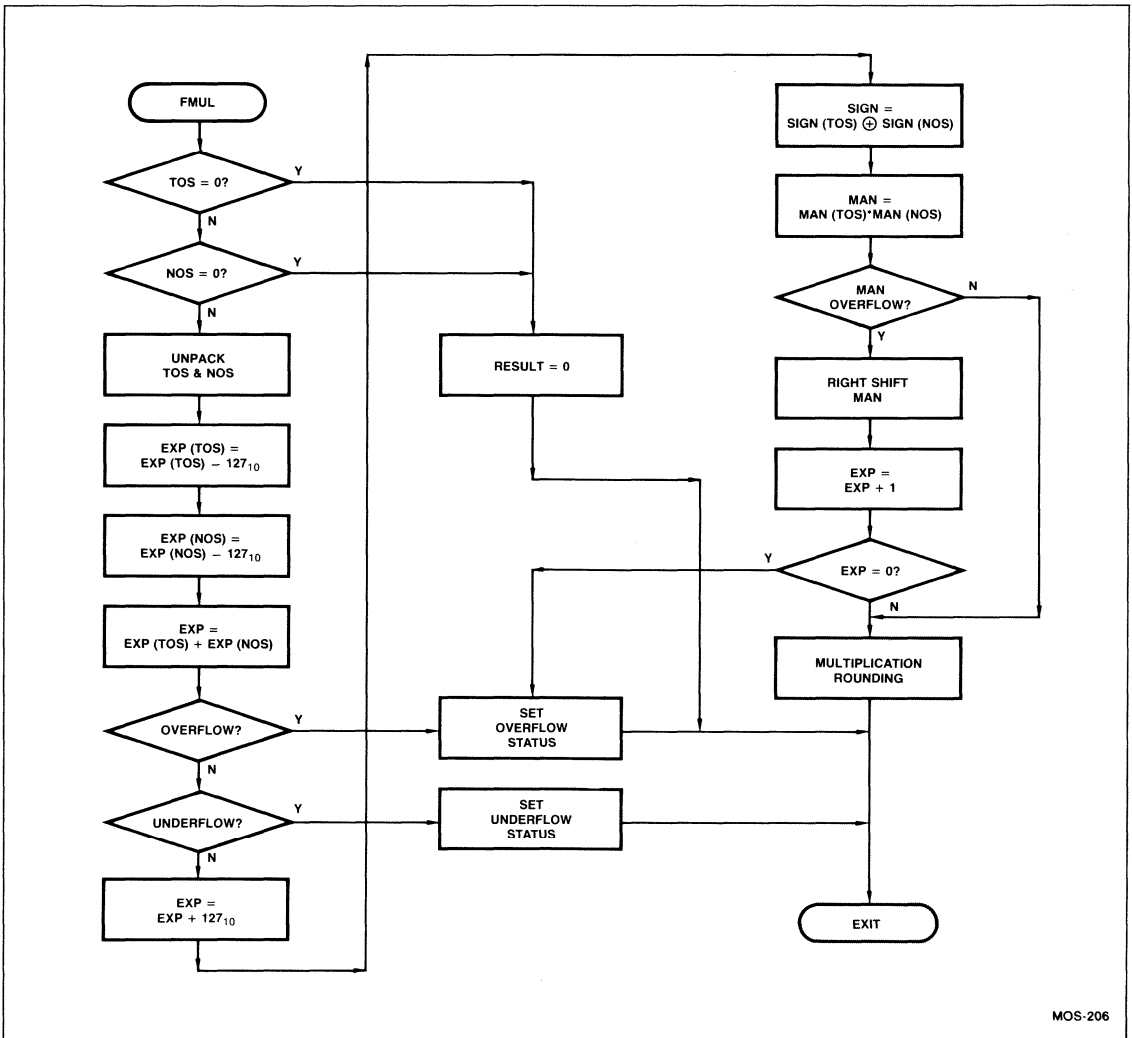 FMUL
TOS = 0?
Y
N
NOS = 0?
Y
N
UNPACK
TOS & NOS
EXP (TOS) =
EXP (TOS) – 127₁₀
EXP (NOS) =
EXP (NOS) – 127₁₀
EXP =
EXP (TOS) + EXP (NOS)
OVERFLOW?
Y
N
UNDERFLOW?
Y
N
EXP =
EXP + 127₁₀
RESULT = 0
SET
OVERFLOW
STATUS
SET
UNDERFLOW
STATUS
SIGN =
SIGN (TOS) ⊕ SIGN (NOS)
MAN =
MAN (TOS)*MAN (NOS)
MAN
OVERFLOW?
N
Y
RIGHT SHIFT
MAN
EXP =
EXP + 1
Y
EXP = 0?
N
MULTIPLICATION
ROUNDING
EXIT
MOS-206